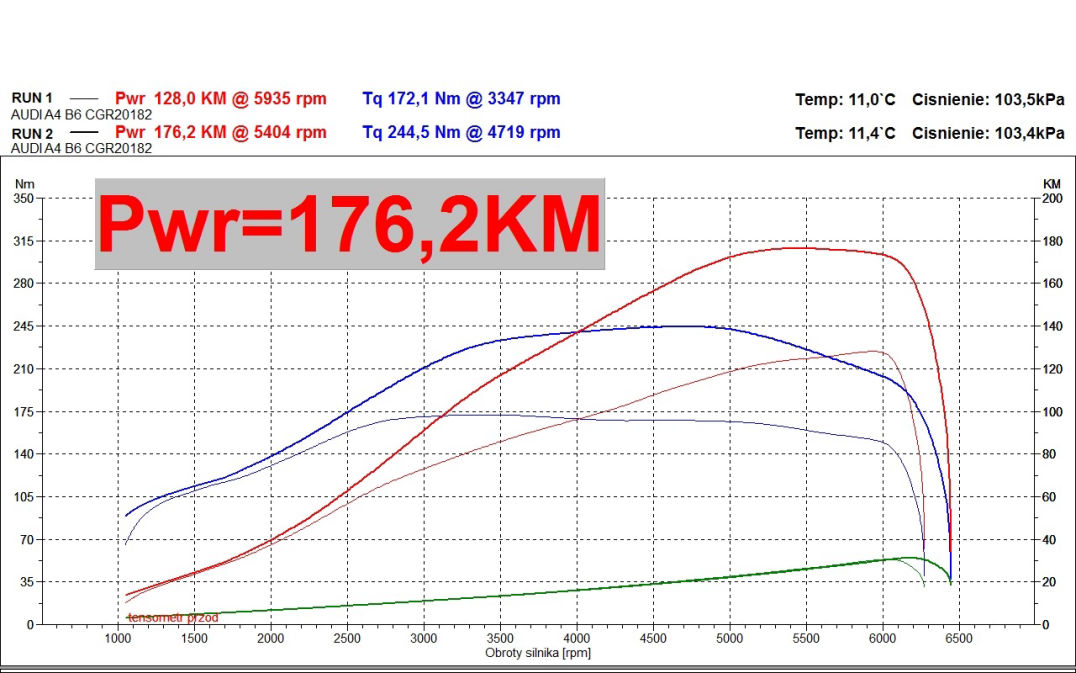 RUN 1 Pwr 128,0 KM @ 5935 rpm Tq 172,1 Nm @ 3347 rpm Temp: 11,0`C Cisnienie: 103,5kPa
AUDI A4 B6 CGR20182
RUN 2 Pwr 176,2 KM @ 5404 rpm Tq 244,5 Nm @ 4719 rpm Temp: 11,4`C Cisnienie: 103,4kPa
AUDI A4 B6 CGR20182
Nm KM
Pwr=176,2KM
350 200
315 180
280 160
245 140
210 120
175 100
140 80
105 60
70 40
35 20
tensometr przod
0 0
1000 1500 2000 2500 3000 3500 4000 4500 5000 5500 6000 6500
Obroty silnika [rpm]